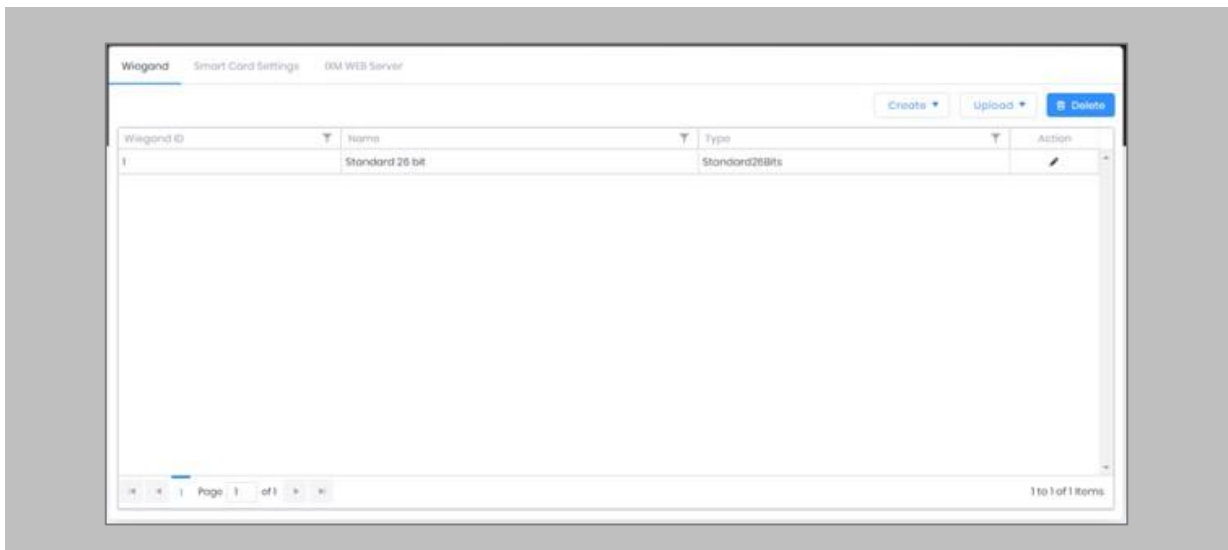 Wiegand Smart Card Settings IXM WEB Server
Create Upload Delete
Wiegand ID Name Type Action
1 Standard 26 bit Standard26Bits
1 Page 1 of 1 1 to 1 of 1 items